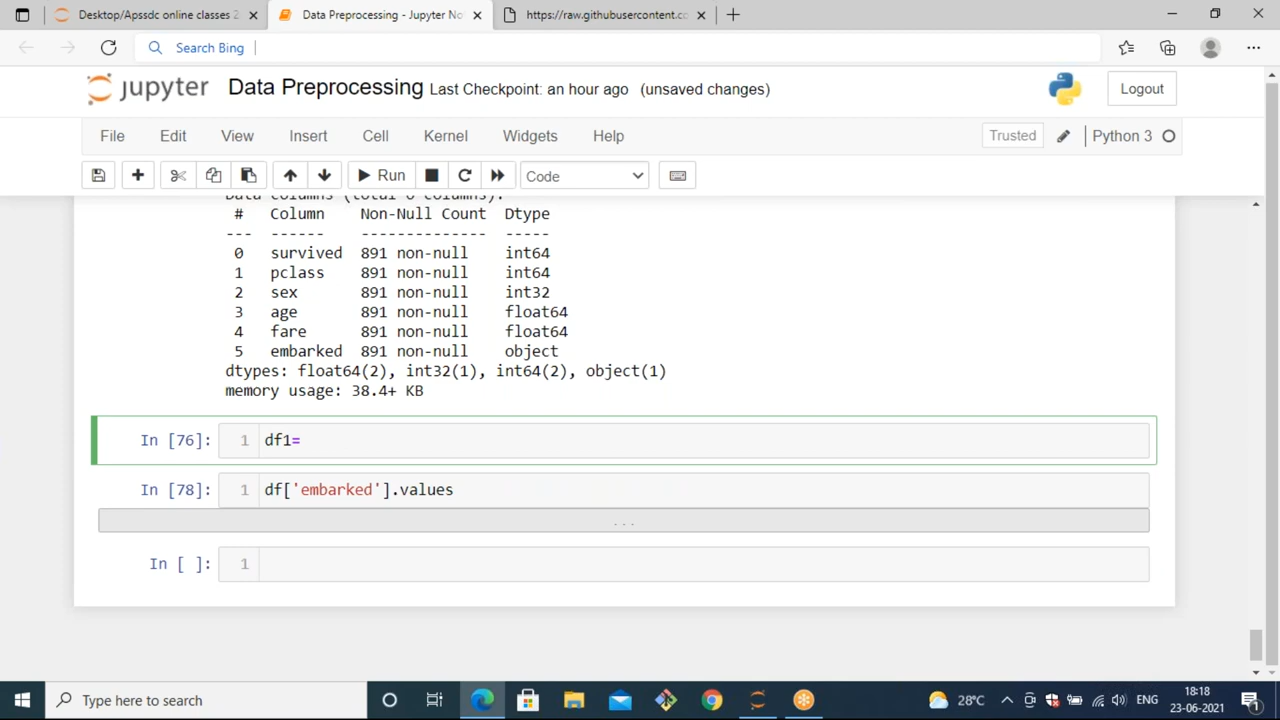 Desktop/Apssdc online classes 2
Data Preprocessing - Jupyter No
https://raw.githubusercontent.co
Search Bing
jupyter Data Preprocessing Last Checkpoint: an hour ago (unsaved changes) Logout
File Edit View Insert Cell Kernel Widgets Help Trusted Python 3
Run Code
Data columns (total 6 columns):
# Column Non-Null Count Dtype
--- ------ -------------- -----
0 survived 891 non-null int64
1 pclass 891 non-null int64
2 sex 891 non-null int32
3 age 891 non-null float64
4 fare 891 non-null float64
5 embarked 891 non-null object
dtypes: float64(2), int32(1), int64(2), object(1)
memory usage: 38.4+ KB
In [76]: 1 df1=
In [78]: 1 df['embarked'].values
...
In [ ]: 1
Type here to search 28°C ENG 18:18
23-06-2021 1